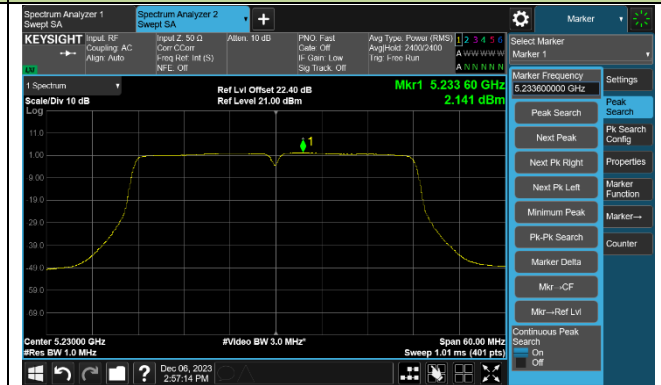 Spectrum Analyzer 1
Swept SA
Spectrum Analyzer 2
Swept SA
+
Marker
KEYSIGHT
Input: RF
Coupling: AC
Align: Auto
Input Z: 50 Ω
Corr CCorr
Freq Ref: Int (S)
NFE: Off
Atten: 10 dB
PNO: Fast
Gate: Off
IF Gain: Low
Sig Track: Off
Avg Type: Power (RMS)
Avg|Hold: 2400/2400
Trig: Free Run
1 2 3 4 5 6
A W W W W W
A N N N N N
Select Marker
Marker 1
1 Spectrum
Scale/Div 10 dB
Log
Ref Lvl Offset 22.40 dB
Ref Level 21.00 dBm
Mkr1 5.233 60 GHz
2.141 dBm
Marker Frequency
5.233600000 GHz
Settings
Peak Search
Peak
Search
Next Peak
Pk Search
Config
Next Pk Right
Properties
Next Pk Left
Marker
Function
Minimum Peak
Marker→
Pk-Pk Search
Counter
Marker Delta
Mkr→CF
Mkr→Ref Lvl
Continuous Peak
Search
On
Off
11.0
1.00
-9.00
-19.0
-29.0
-39.0
-49.0
-59.0
-69.0
1
Center 5.23000 GHz
#Res BW 1.0 MHz
#Video BW 3.0 MHz*
Span 60.00 MHz
Sweep 1.01 ms (401 pts)
?
Dec 06, 2023
2:57:14 PM